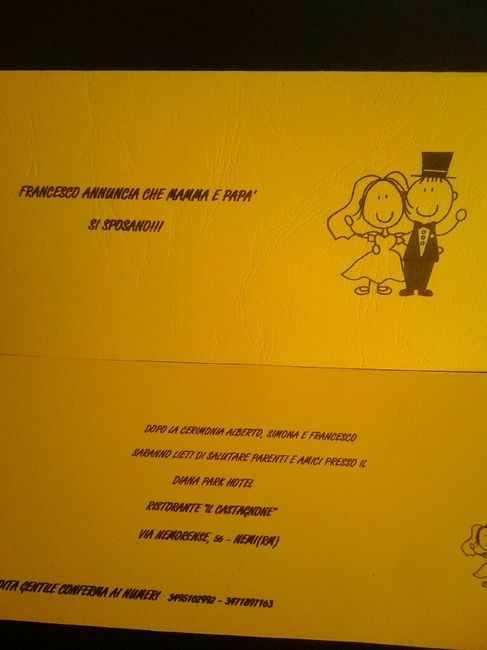 FRANCESCO ANNUNCIA CHE MAMMA E PAPA'
SI SPOSANO!!!
DOPO LA CERIMONIA ALBERTO, SIMONA E FRANCESCO
SARANNO LIETI DI SALUTARE PARENTI E AMICI PRESSO IL
DIANA PARK HOTEL
RISTORANTE "IL CASTAGNONE"
VIA NEMORENSE, 56 - NEMI(RM)
GENTILE CONFERMA AI NUMERI 3495102992 - 3471897163